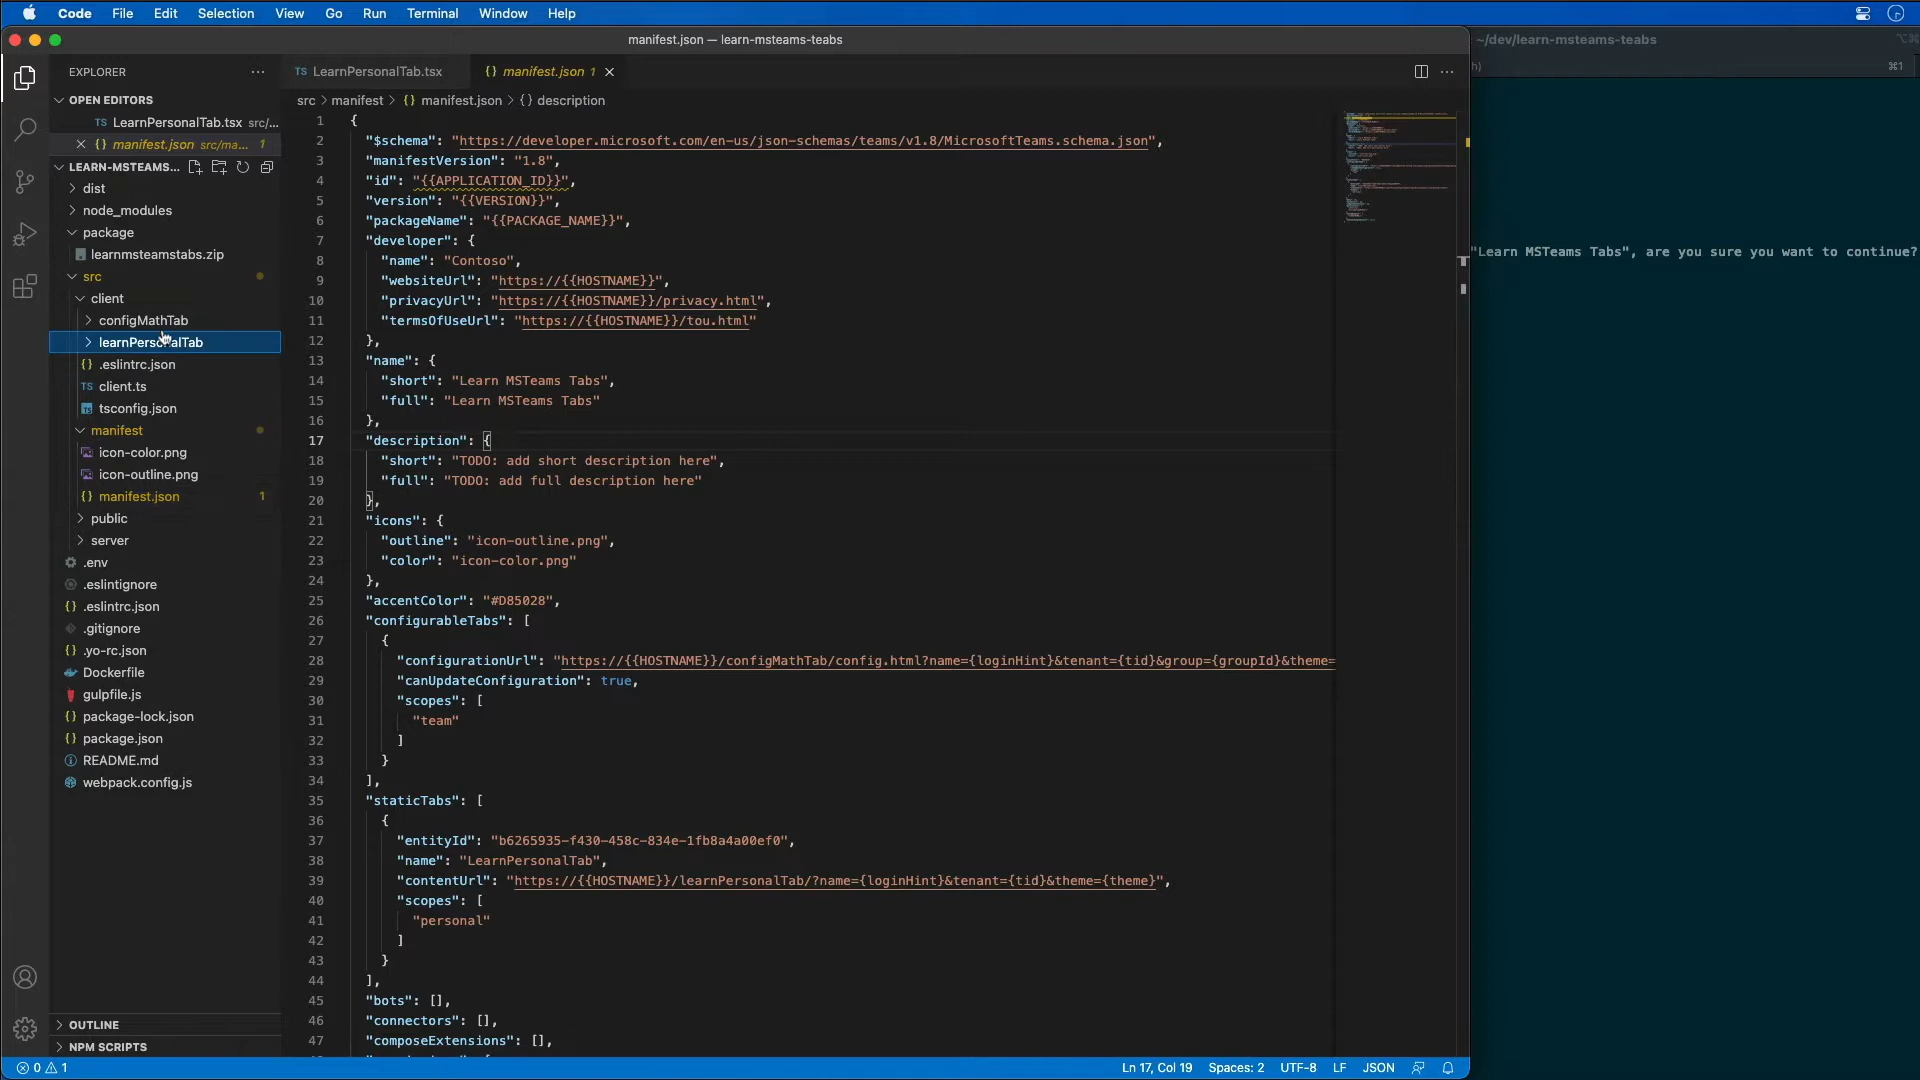 Code File Edit Selection View Go Run Terminal Window Help
manifest.json — learn-msteams-teabs
~/dev/learn-msteams-teabs
EXPLORER
TS LearnPersonalTab.tsx
{} manifest.json 1
⌘1
OPEN EDITORS
src > manifest > {} manifest.json > {} description
TS LearnPersonalTab.tsx src/...
{} manifest.json src/ma... 1
LEARN-MSTEAMS...
dist
node_modules
package
learnmsteamstabs.zip
src
client
configMathTab
learnPersonalTab
{} .eslintrc.json
TS client.ts
tsconfig.json
manifest
icon-color.png
icon-outline.png
{} manifest.json 1
public
server
.env
.eslintignore
{} .eslintrc.json
.gitignore
{} .yo-rc.json
Dockerfile
gulpfile.js
{} package-lock.json
{} package.json
README.md
webpack.config.js
OUTLINE
NPM SCRIPTS
1 {
2 "$schema": "https://developer.microsoft.com/en-us/json-schemas/teams/v1.8/MicrosoftTeams.schema.json",
3 "manifestVersion": "1.8",
4 "id": "{{APPLICATION_ID}}",
5 "version": "{{VERSION}}",
6 "packageName": "{{PACKAGE_NAME}}",
7 "developer": {
8 "name": "Contoso",
9 "websiteUrl": "https://{{HOSTNAME}}",
10 "privacyUrl": "https://{{HOSTNAME}}/privacy.html",
11 "termsOfUseUrl": "https://{{HOSTNAME}}/tou.html"
12 },
13 "name": {
14 "short": "Learn MSTeams Tabs",
15 "full": "Learn MSTeams Tabs"
16 },
17 "description": {
18 "short": "TODO: add short description here",
19 "full": "TODO: add full description here"
20 },
21 "icons": {
22 "outline": "icon-outline.png",
23 "color": "icon-color.png"
24 },
25 "accentColor": "#D85028",
26 "configurableTabs": [
27 {
28 "configurationUrl": "https://{{HOSTNAME}}/configMathTab/config.html?name={loginHint}&tenant={tid}&group={groupId}&theme=
29 "canUpdateConfiguration": true,
30 "scopes": [
31 "team"
32 ]
33 }
34 ],
35 "staticTabs": [
36 {
37 "entityId": "b6265935-f430-458c-834e-1fb8a4a00ef0",
38 "name": "LearnPersonalTab",
39 "contentUrl": "https://{{HOSTNAME}}/learnPersonalTab/?name={loginHint}&tenant={tid}&theme={theme}",
40 "scopes": [
41 "personal"
42 ]
43 }
44 ],
45 "bots": [],
46 "connectors": [],
47 "composeExtensions": [],
"Learn MSTeams Tabs", are you sure you want to continue?
0 1
Ln 17, Col 19 Spaces: 2 UTF-8 LF JSON